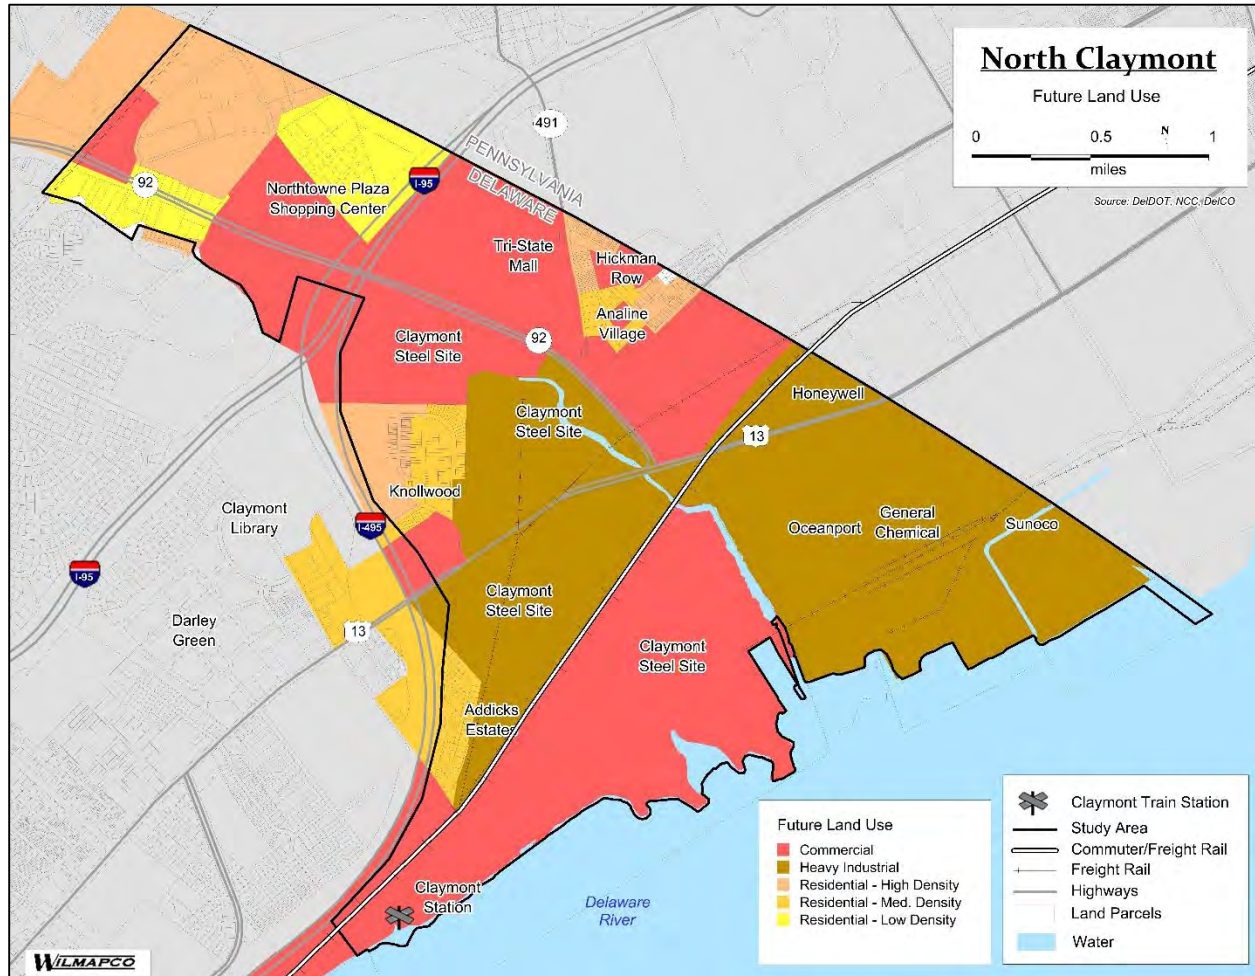 North Claymont
Future Land Use
0 0.5 N 1
miles
Source: DelDOT, NCC, DelCO
491
PENNSYLVANIA
DELAWARE
92
I-95
Northtowne Plaza
Shopping Center
Tri-State
Mall
Hickman
Row
Analine
Village
Claymont
Steel Site
92
Claymont
Steel Site
Honeywell
13
Knollwood
Claymont
Library
I-495
Oceanport
General
Chemical
Sunoco
I-95
Darley
Green
13
Claymont
Steel Site
Claymont
Steel Site
Addicks
Estates
Claymont
Station
Delaware
River
Future Land Use
Commercial
Heavy Industrial
Residential - High Density
Residential - Med. Density
Residential - Low Density
Claymont Train Station
Study Area
Commuter/Freight Rail
Freight Rail
Highways
Land Parcels
Water
WILMAPCO